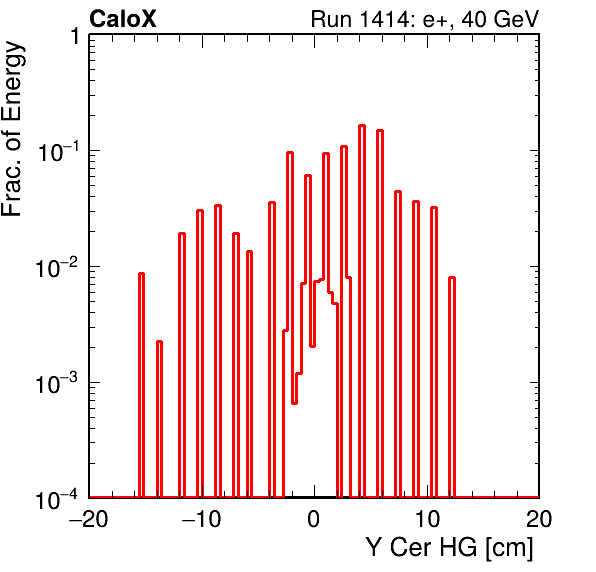 CaloX Run 1414: e+, 40 GeV
Frac. of Energy
1
10⁻¹
10⁻²
10⁻³
10⁻⁴
−20 −10 0 10 20
Y Cer HG [cm]